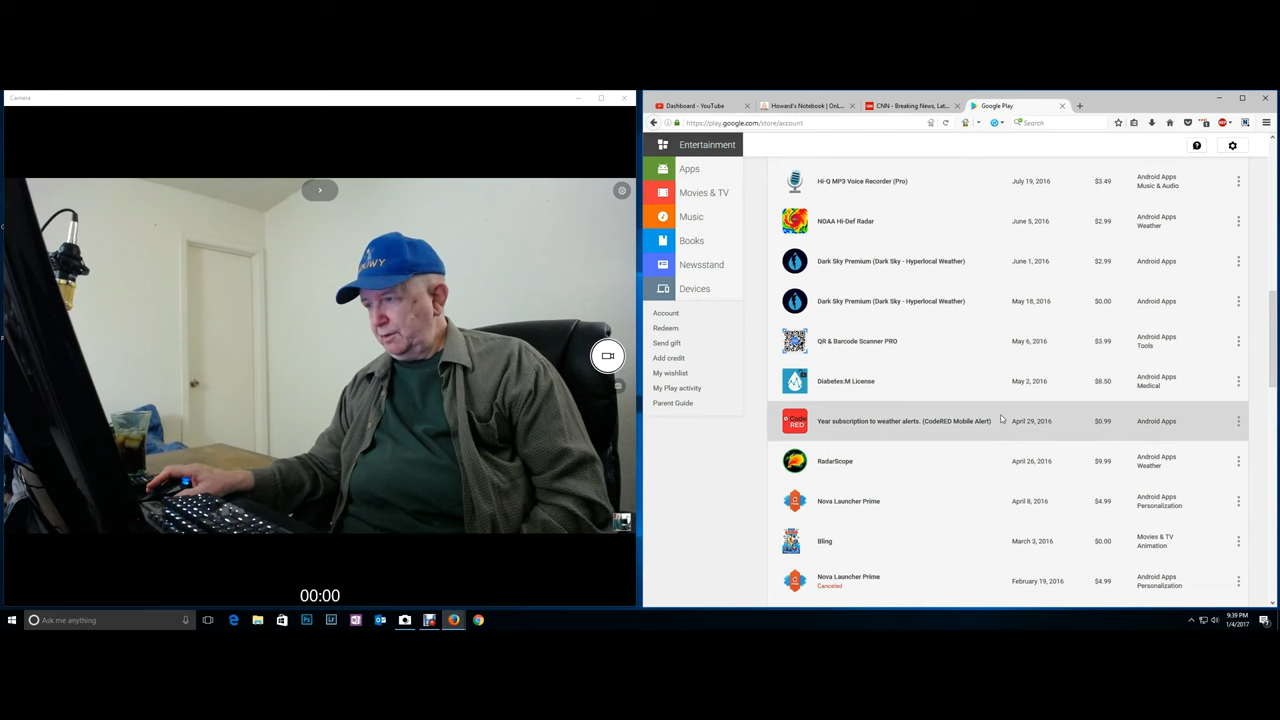 Camera
00:00
Dashboard - YouTube
Howard's Notebook | OnL...
CNN - Breaking News, Lat...
Google Play
https://play.google.com/store/account
Search
Entertainment
Apps
Movies & TV
Music
Books
Newsstand
Devices
Account
Redeem
Send gift
Add credit
My wishlist
My Play activity
Parent Guide
Hi-Q MP3 Voice Recorder (Pro) July 19, 2016 $3.49 Android Apps
Music & Audio
NOAA Hi-Def Radar June 5, 2016 $2.99 Android Apps
Weather
Dark Sky Premium (Dark Sky - Hyperlocal Weather) June 1, 2016 $2.99 Android Apps
Dark Sky Premium (Dark Sky - Hyperlocal Weather) May 18, 2016 $0.00 Android Apps
QR & Barcode Scanner PRO May 6, 2016 $3.99 Android Apps
Tools
Diabetes:M License May 2, 2016 $8.50 Android Apps
Medical
Code
RED
Year subscription to weather alerts. (CodeRED Mobile Alert) April 29, 2016 $0.99 Android Apps
RadarScope April 26, 2016 $9.99 Android Apps
Weather
Nova Launcher Prime April 8, 2016 $4.99 Android Apps
Personalization
Bling March 3, 2016 $0.00 Movies & TV
Animation
Nova Launcher Prime February 19, 2016 $4.99 Android Apps
Canceled Personalization
Ask me anything
9:39 PM
1/4/2017